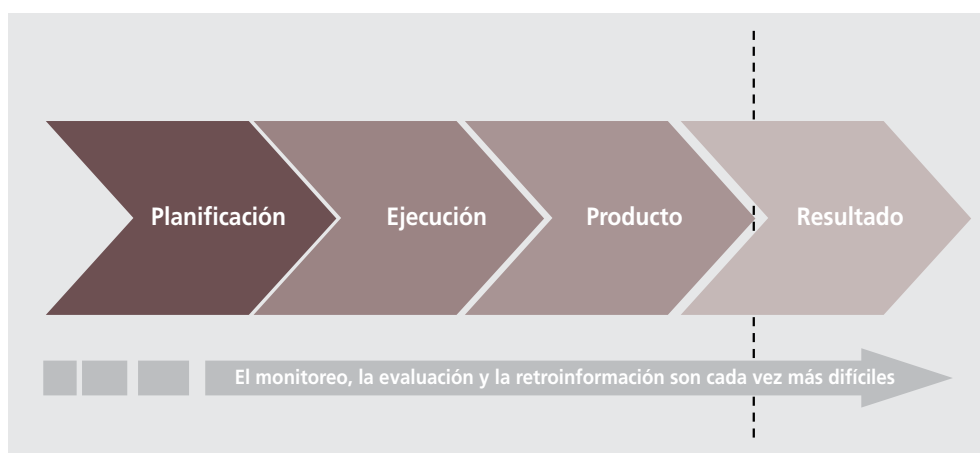 Planificación
Ejecución
Producto
Resultado
El monitoreo, la evaluación y la retroinformación son cada vez más difíciles